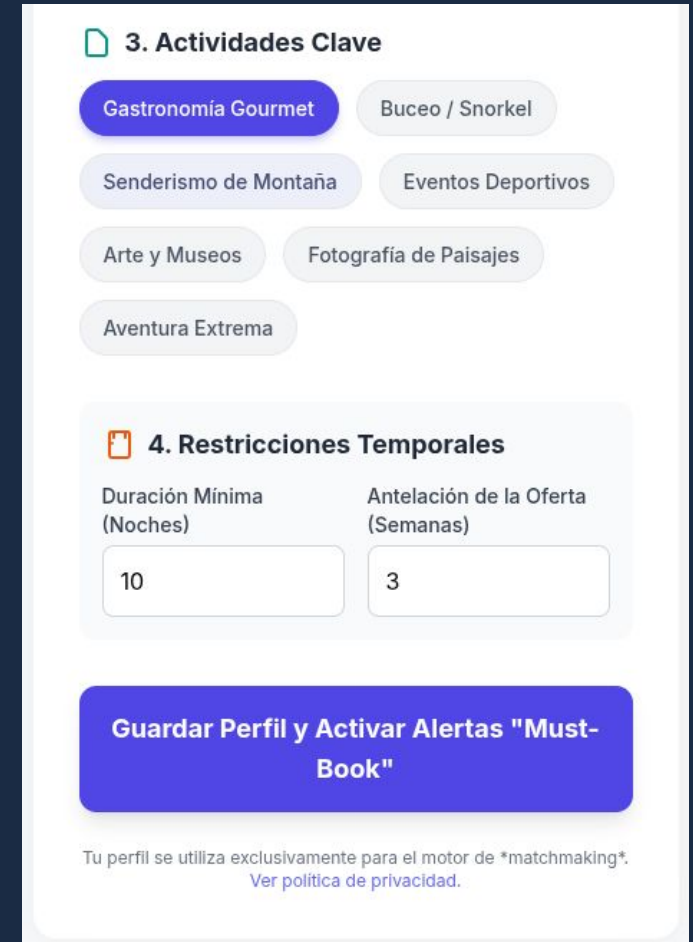 3. Actividades Clave
Gastronomía Gourmet
Buceo / Snorkel
Senderismo de Montaña
Eventos Deportivos
Arte y Museos
Fotografía de Paisajes
Aventura Extrema
4. Restricciones Temporales
Duración Mínima
(Noches)
Antelación de la Oferta
(Semanas)
10
3
Guardar Perfil y Activar Alertas "Must-
Book"
Tu perfil se utiliza exclusivamente para el motor de *matchmaking*.
Ver política de privacidad.